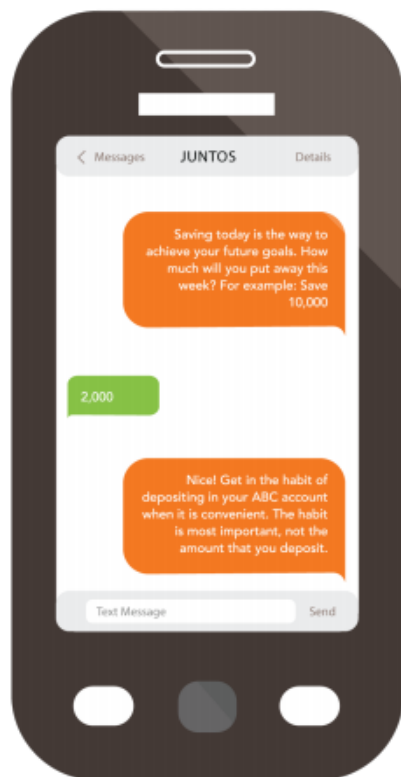 Messages JUNTOS Details
Saving today is the way to
achieve your future goals. How
much will you put away this
week? For example: Save
10,000
2,000
Nice! Get in the habit of
depositing in your ABC account
when it is convenient. The habit
is most important, not the
amount that you deposit.
Text Message Send